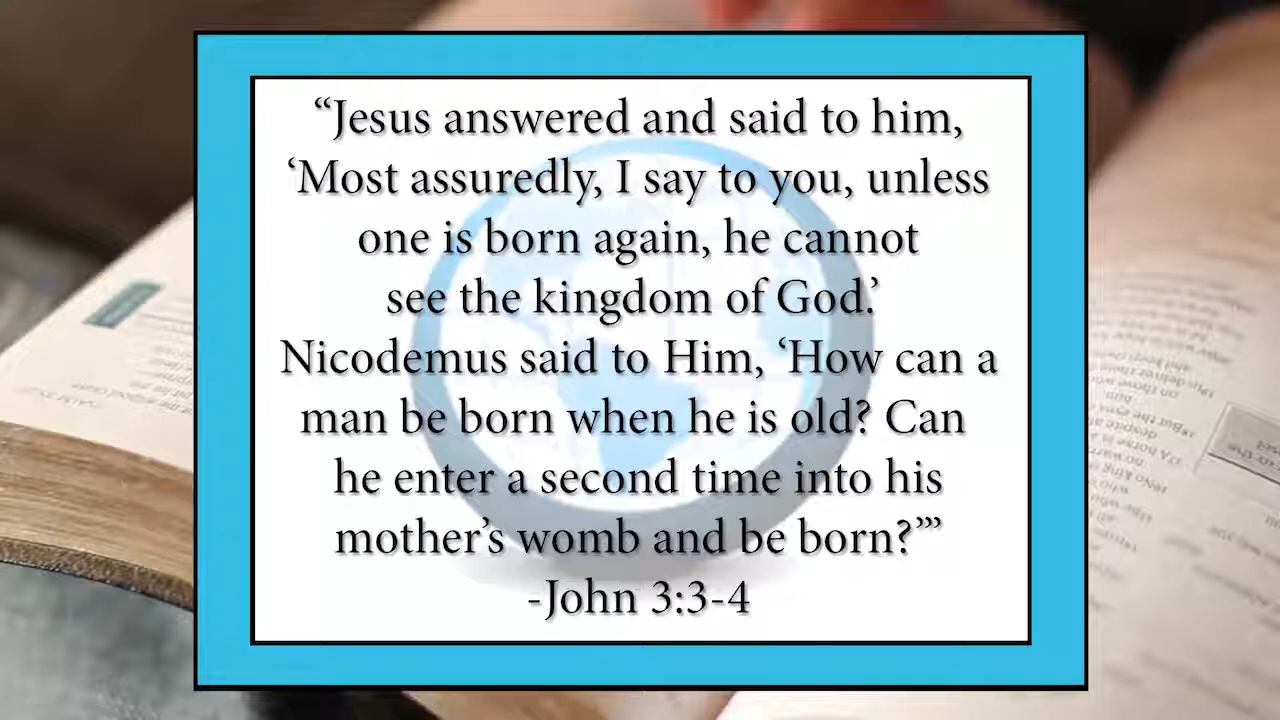 “Jesus answered and said to him,
‘Most assuredly, I say to you, unless
one is born again, he cannot
see the kingdom of God.’
Nicodemus said to Him, ‘How can a
man be born when he is old? Can
he enter a second time into his
mother’s womb and be born?’”
-John 3:3-4